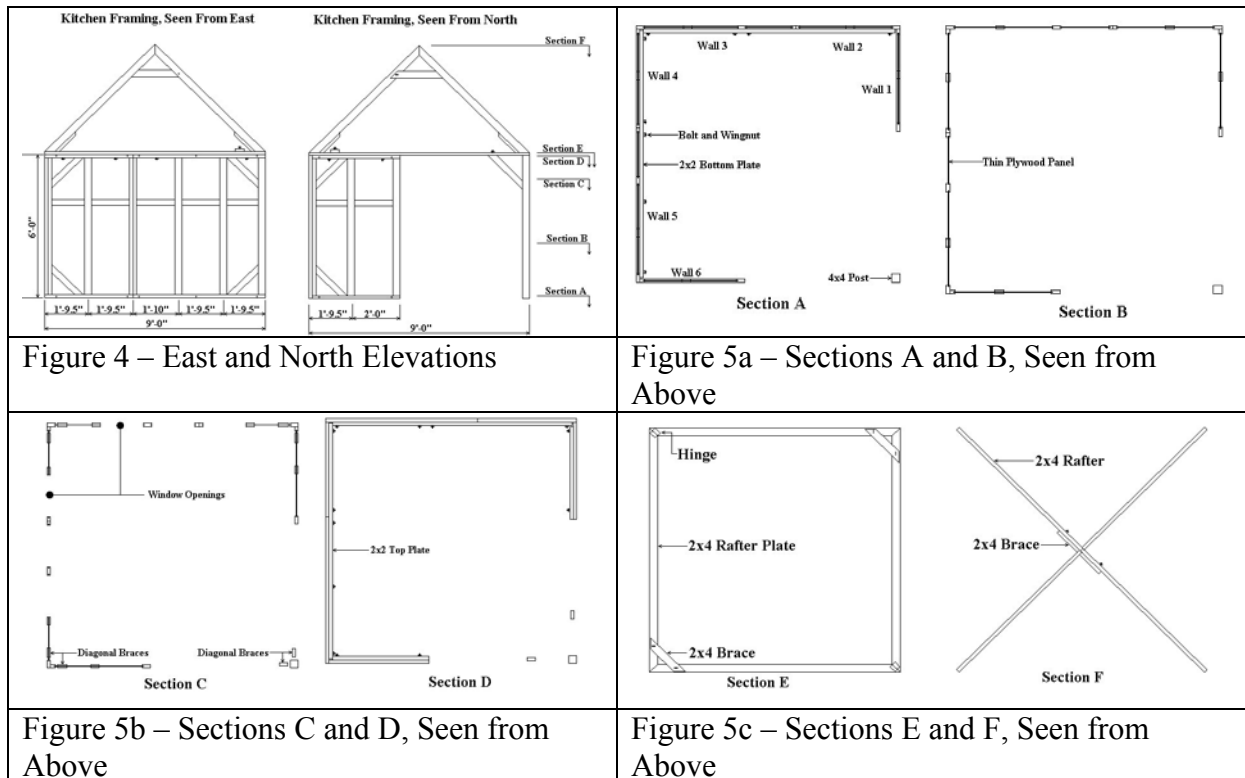 Kitchen Framing, Seen From East
Kitchen Framing, Seen From North
Section F
Section E
Section D
Section C
Section B
Section A
6'-0"
1'-9.5" 1'-9.5" 1'-10" 1'-9.5" 1'-9.5"
9'-0"
1'-9.5" 2'-0"
9'-0"
Figure 4 – East and North Elevations
Wall 3
Wall 2
Wall 4
Wall 1
Bolt and Wingnut
2x2 Bottom Plate
Wall 5
Wall 6
4x4 Post
Section A
Thin Plywood Panel
Section B
Figure 5a – Sections A and B, Seen from
Above
Window Openings
Diagonal Braces
Diagonal Braces
Section C
2x2 Top Plate
Section D
Figure 5b – Sections C and D, Seen from
Above
Hinge
2x4 Rafter Plate
2x4 Brace
Section E
2x4 Rafter
2x4 Brace
Section F
Figure 5c – Sections E and F, Seen from
Above